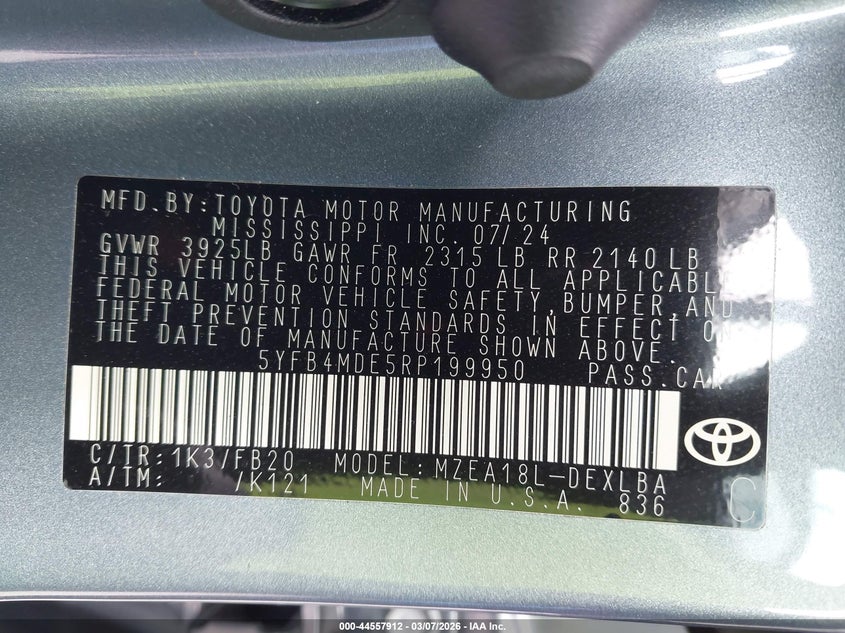 MFD.BY:TOYOTA MOTOR MANUFACTURING
MISSISSIPPI INC. 07/24
GVWR 3925LB GAWR FR 2315 LB RR 2140 LB
THIS VEHICLE CONFORMS TO ALL APPLICABLE
FEDERAL MOTOR VEHICLE SAFETY,BUMPER,AND
THEFT PREVENTION STANDARDS IN EFFECT ON
THE DATE OF MANUFACTURE SHOWN ABOVE.
5YFB4MDE5RP199950 PASS.CAR
C/TR:1K3/FB20 MODEL:MZEA18L-DEXLBA
A/TM: /K121 MADE IN U.S.A. 836
C
000-44557912 — 03/07/2026 — IAA Inc.